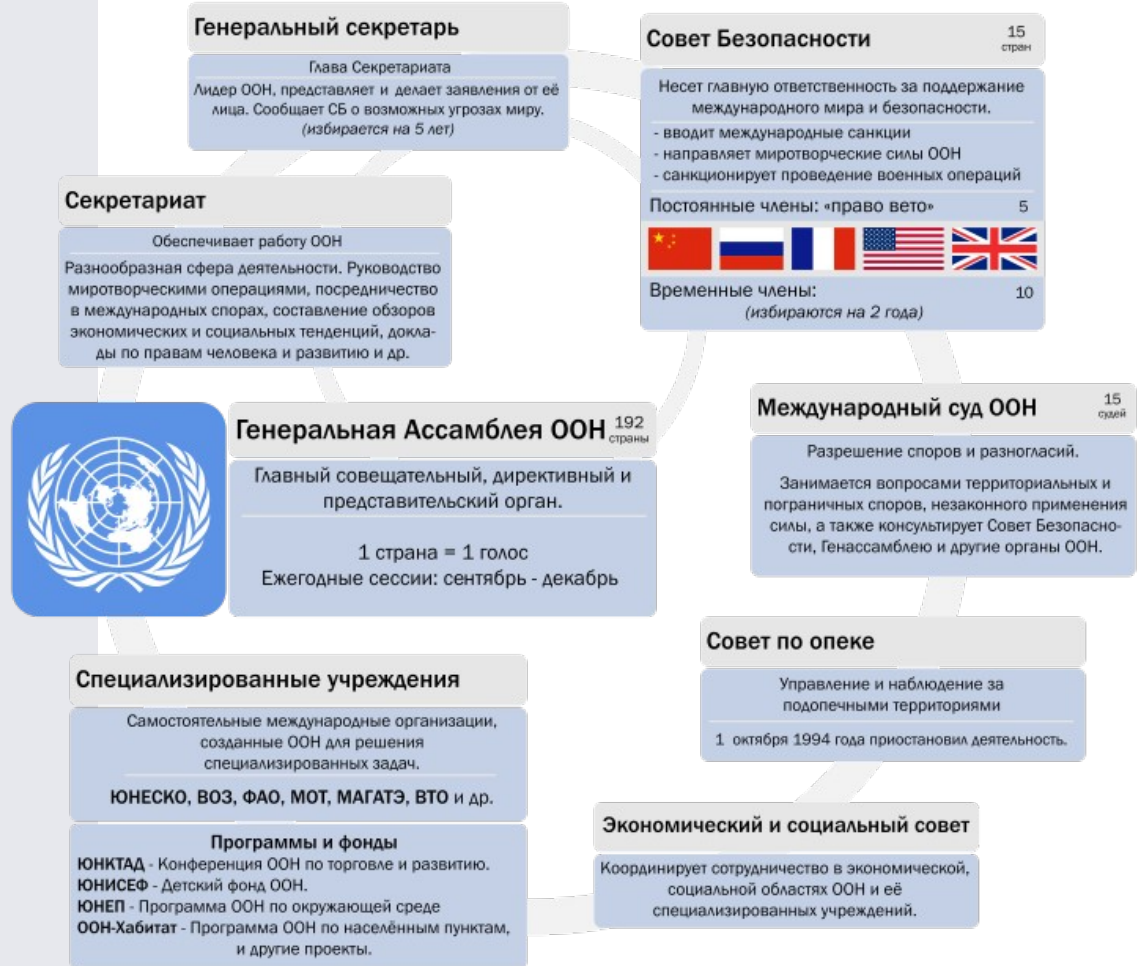 Генеральный секретарь
Глава Секретариата
Лидер ООН, представляет и делает заявления от её
лица. Сообщает СБ о возможных угрозах миру.
(избирается на 5 лет)
Совет Безопасности
15
стран
Несет главную ответственность за поддержание
международного мира и безопасности.
- вводит международные санкции
- направляет миротворческие силы ООН
- санкционирует проведение военных операций
Постоянные члены: «право вето» 5
Временные члены: 10
(избираются на 2 года)
Секретариат
Обеспечивает работу ООН
Разнообразная сфера деятельности. Руководство
миротворческими операциями, посредничество
в международных спорах, составление обзоров
экономических и социальных тенденций, докла-
ды по правам человека и развитию и др.
Генеральная Ассамблея ООН
192
страны
Главный совещательный, директивный и
представительский орган.
1 страна = 1 голос
Ежегодные сессии: сентябрь - декабрь
Международный суд ООН
15
судей
Разрешение споров и разногласий.
Занимается вопросами территориальных и
пограничных споров, незаконного применения
силы, а также консультирует Совет Безопасно-
сти, Генассамблею и другие органы ООН.
Совет по опеке
Управление и наблюдение за
подопечными территориями
1 октября 1994 года приостановил деятельность.
Специализированные учреждения
Самостоятельные международные организации,
созданные ООН для решения
специализированных задач.
ЮНЕСКО, ВОЗ, ФАО, МОТ, МАГАТЭ, ВТО и др.
Программы и фонды
ЮНКТАД - Конференция ООН по торговле и развитию.
ЮНИСЕФ - Детский фонд ООН.
ЮНЕП - Программа ООН по окружающей среде
ООН-Хабитат - Программа ООН по населённым пунктам,
и другие проекты.
Экономический и социальный совет
Координирует сотрудничество в экономической,
социальной областях ООН и её
специализированных учреждений.